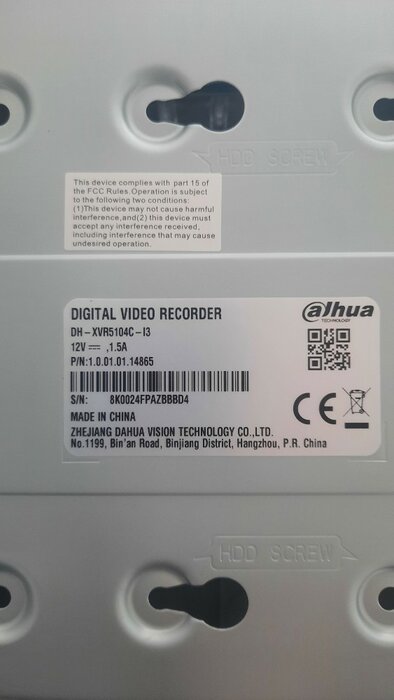 HDD SCREW
This device complies with part 15 of
the FCC Rules.Operation is subject
to the following two conditions:
(1)This device may not cause harmful
interference,and(2) this device must
accept any interference received,
including interference that may cause
undesired operation.
DIGITAL VIDEO RECORDER
alhua
TECHNOLOGY
DH-XVR5104C-I3
12V⎓,1.5A
P/N:1.0.01.01.14865
S/N: 8K0024FPAZBBBD4
CE
MADE IN CHINA
ZHEJIANG DAHUA VISION TECHNOLOGY CO.,LTD.
No.1199, Bin'an Road, Binjiang District, Hangzhou, P.R. China
HDD SCREW